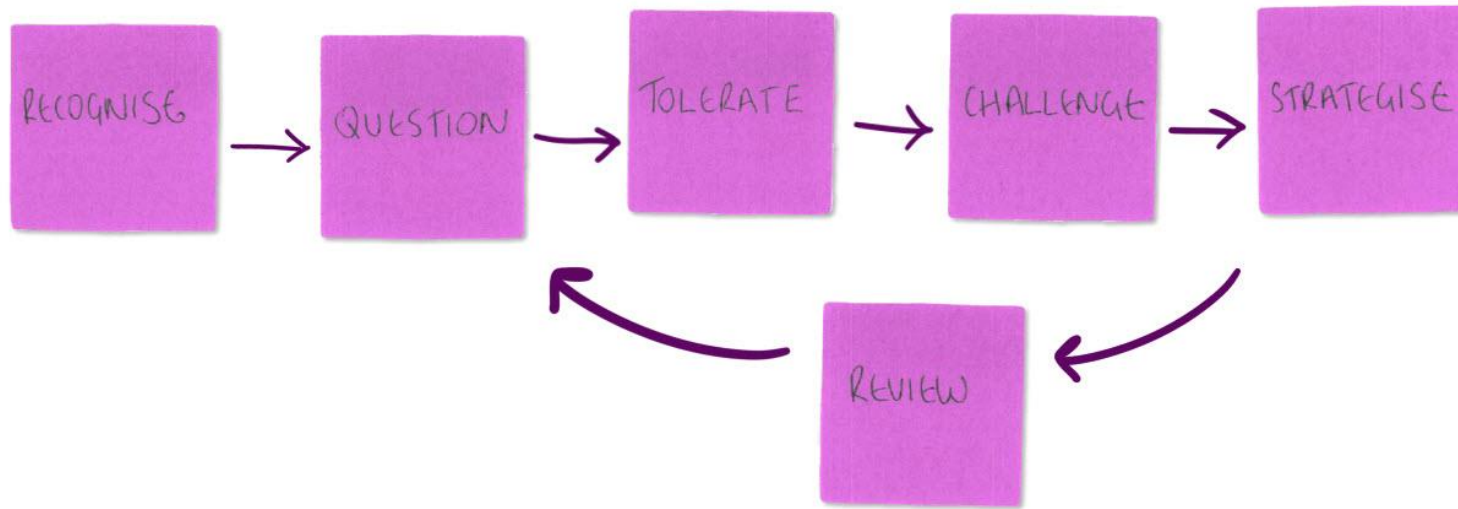 RECOGNISE
QUESTION
TOLERATE
CHALLENGE
STRATEGISE
REVIEW